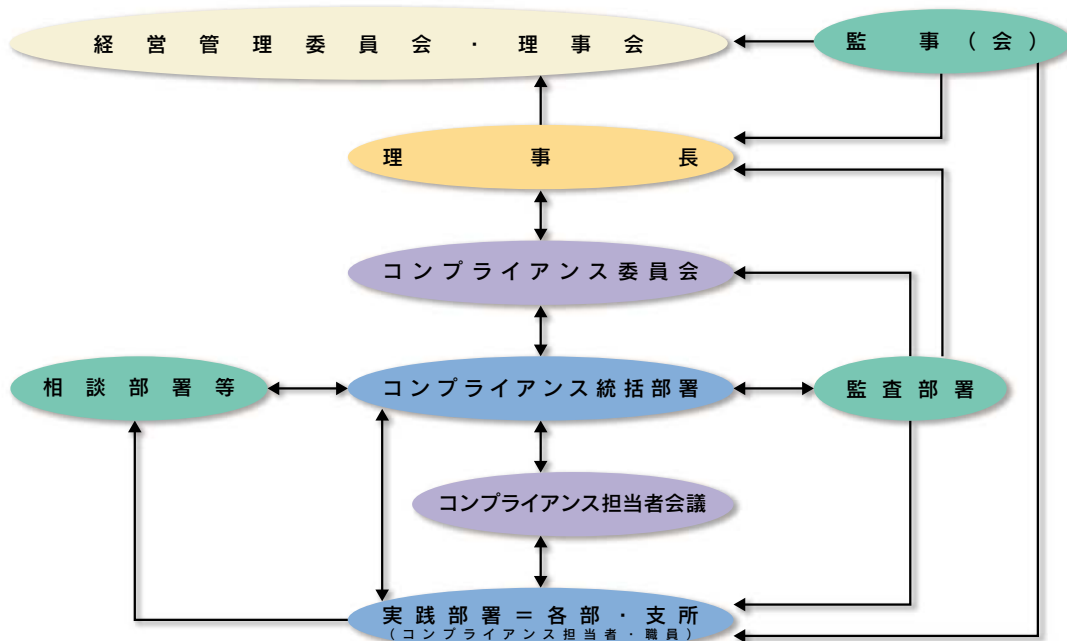 経営管理委員会・理事会
監事(会)
理事長
コンプライアンス委員会
相談部署等
コンプライアンス統括部署
監査部署
コンプライアンス担当者会議
実践部署=各部・支所
(コンプライアンス担当者・職員)